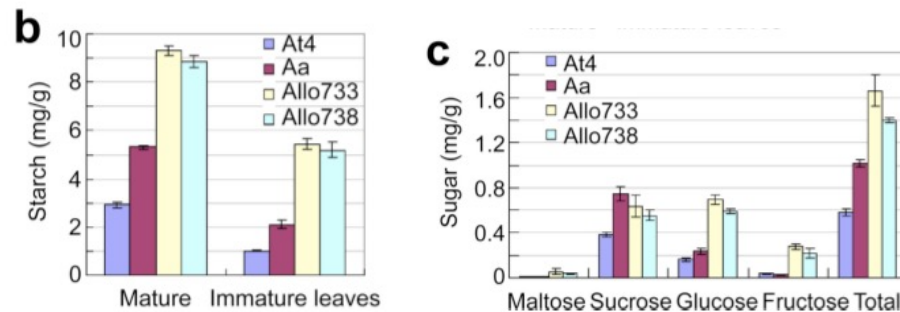 b
10
8
6
4
2
0
Starch (mg/g)
At4
Aa
Allo733
Allo738
Mature Immature leaves
c
2.0
1.6
1.2
0.8
0.4
0
Sugar (mg/g)
At4
Aa
Allo733
Allo738
Maltose Sucrose Glucose Fructose Total